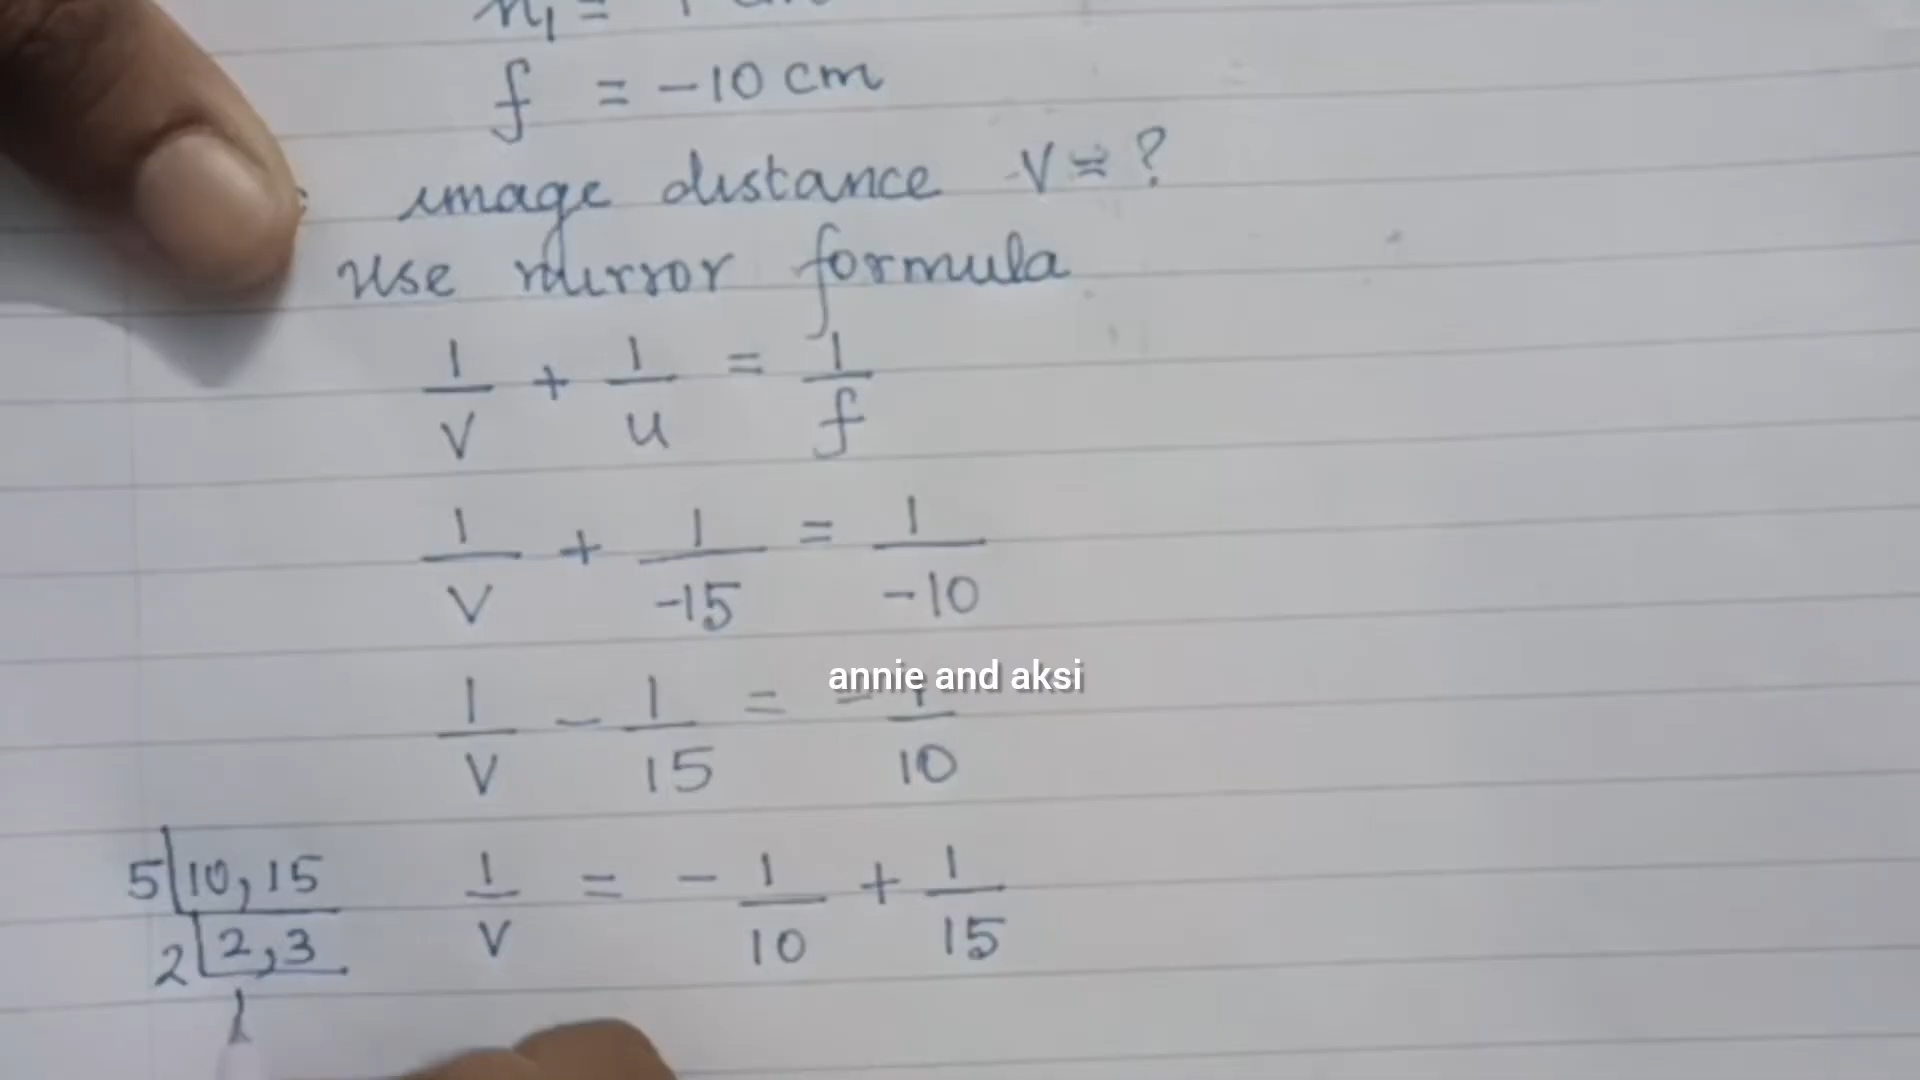 f = -10 cm
image distance v = ?
Use mirror formula
1/V + 1/u = 1/f
1/V + 1/-15 = 1/-10
annie and aksi
1/V - 1/15 = -1/10
5 | 10, 15
1/V = -1/10 + 1/15
2 | 2, 3
1